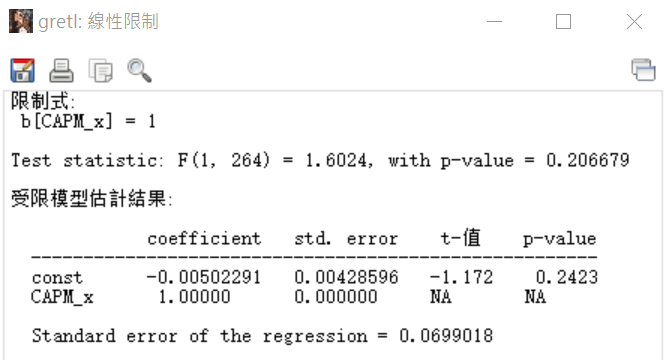 gretl: 線性限制
限制式:
b[CAPM_x] = 1
Test statistic: F(1, 264) = 1.6024, with p-value = 0.206679
受限模型估計結果:
coefficient std. error t-值 p-value
const -0.00502291 0.00428596 -1.172 0.2423
CAPM_x 1.00000 0.000000 NA NA
Standard error of the regression = 0.0699018